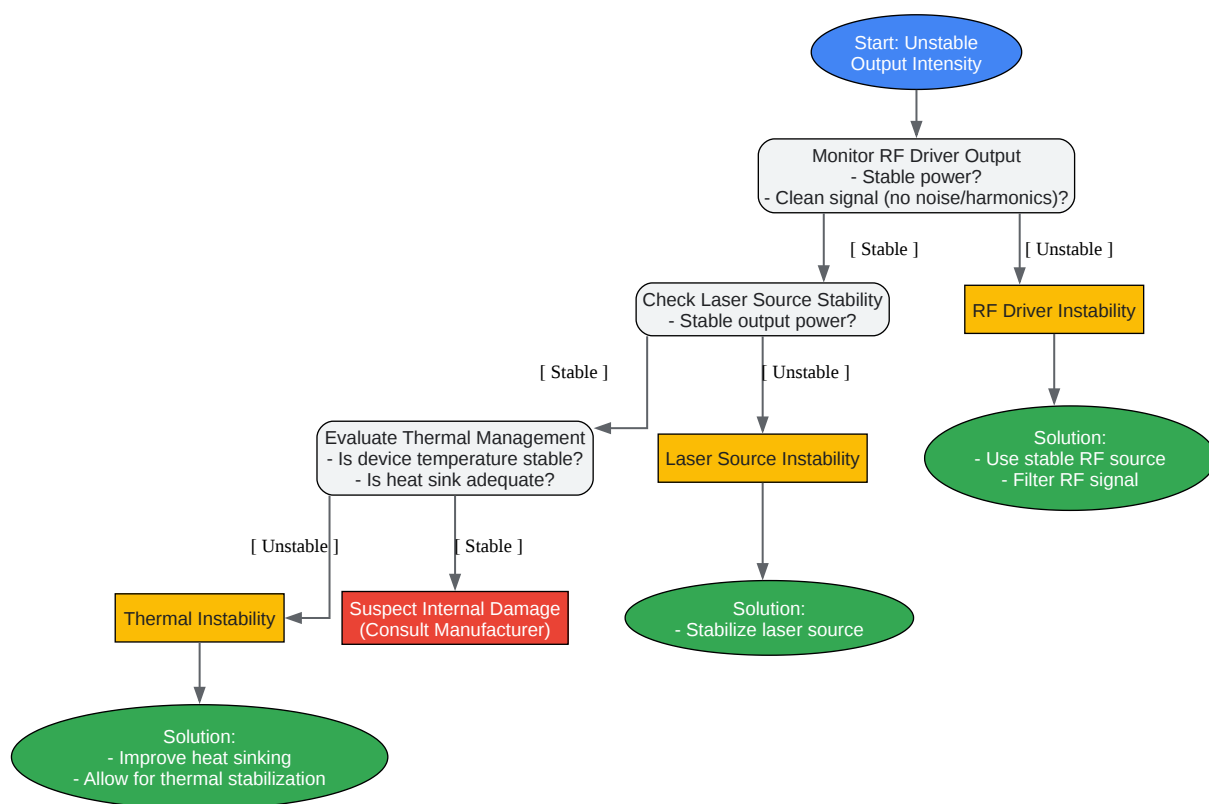 Start: Unstable
Output Intensity
Monitor RF Driver Output
- Stable power?
- Clean signal (no noise/harmonics)?
[ Stable ]
[ Unstable ]
Check Laser Source Stability
- Stable output power?
RF Driver Instability
[ Stable ]
[ Unstable ]
Evaluate Thermal Management
- Is device temperature stable?
- Is heat sink adequate?
Laser Source Instability
Solution:
- Use stable RF source
- Filter RF signal
[ Unstable ]
[ Stable ]
Thermal Instability
Suspect Internal Damage
(Consult Manufacturer)
Solution:
- Stabilize laser source
Solution:
- Improve heat sinking
- Allow for thermal stabilization